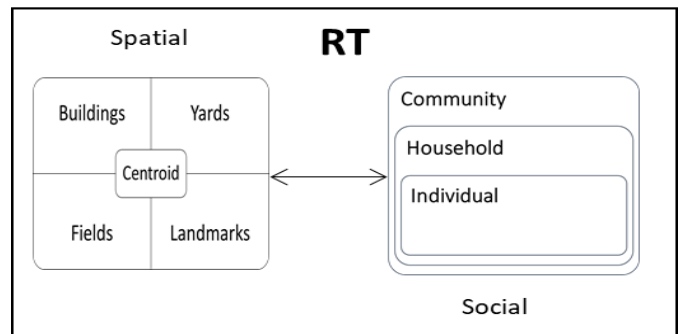 Spatial
RT
Buildings
Yards
Centroid
Fields
Landmarks
Community
Household
Individual
Social